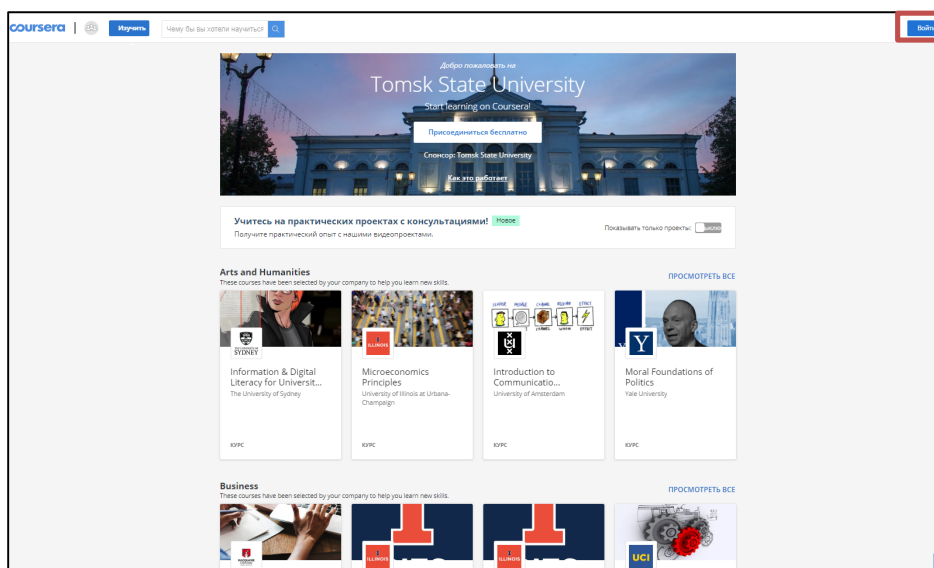 coursera
Изучить
Чему бы вы хотели научиться
Войти
Добро пожаловать на
Tomsk State University
Start learning on Coursera!
Присоединиться бесплатно
Спонсор: Tomsk State University
Как это работает
Учитесь на практических проектах с консультациями! Новое
Получите практический опыт с нашими видеопроектами.
Показывать только проекты:
Arts and Humanities
ПРОСМОТРЕТЬ ВСЕ
These courses have been selected by your company to help you learn new skills.
SYDNEY
ILLINOIS
Y
Information & Digital
Literacy for Universit...
The University of Sydney
КУРС
Microeconomics
Principles
University of Illinois at Urbana-
Champaign
КУРС
Introduction to
Communicatio...
University of Amsterdam
КУРС
Moral Foundations of
Politics
Yale University
КУРС
Business
ПРОСМОТРЕТЬ ВСЕ
These courses have been selected by your company to help you learn new skills.
ILLINOIS
ILLINOIS
UCI